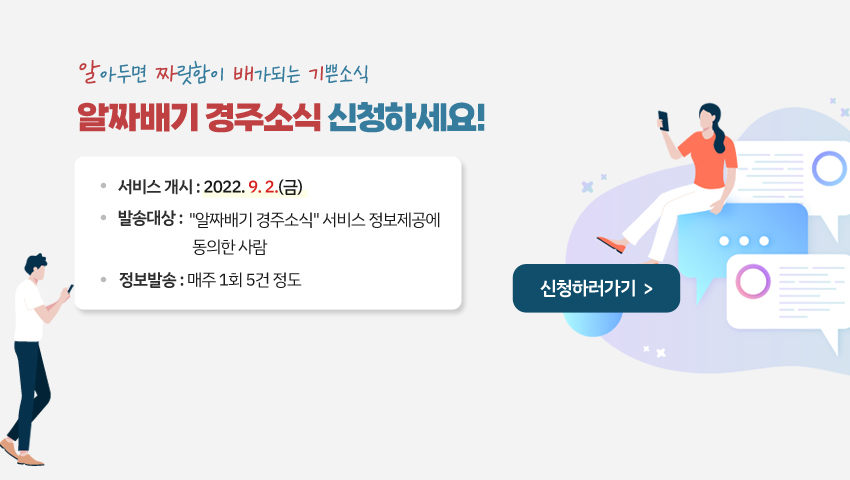 알아두면 짜릿함이 배가되는 기쁜소식
알짜배기 경주소식 신청하세요!
• 서비스 개시 : 2022. 9. 2.(금)
• 발송대상 : "알짜배기 경주소식" 서비스 정보제공에
동의한 사람
• 정보발송 : 매주 1회 5건 정도
신청하러가기 >